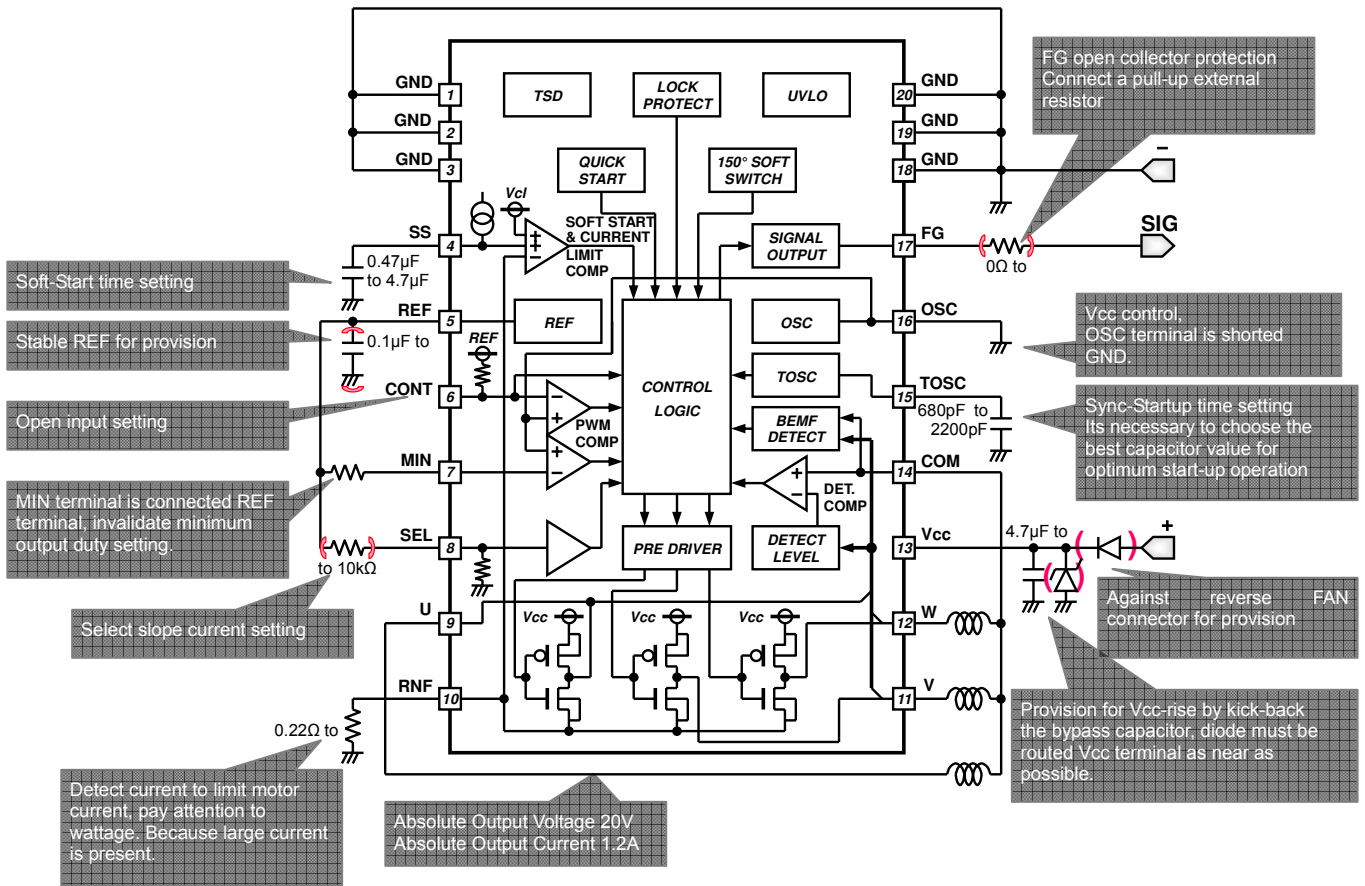 FG open collector protection
Connect a pull-up external
resistor
GND
1
TSD
LOCK
PROTECT
UVLO
20
GND
GND
2
19
GND
GND
3
18
GND
–
QUICK
START
150° SOFT
SWITCH
Vcl
SS
4
SOFT START
& CURRENT
LIMIT
COMP
SIGNAL
OUTPUT
17
FG
SIG
0Ω to
Soft-Start time setting
0.47µF
to 4.7µF
REF
5
REF
OSC
16
OSC
Vcc control,
OSC terminal is shorted
GND.
Stable REF for provision
0.1µF to
REF
CONT
6
CONTROL
LOGIC
TOSC
15
TOSC
680pF to
2200pF
Open input setting
–
+
PWM
COMP
+
–
BEMF
DETECT
Sync-Startup time setting
Its necessary to choose the
best capacitor value for
optimum start-up operation
MIN
7
+
–
DET.
COMP
14
COM
MIN terminal is connected REF
terminal, invalidate minimum
output duty setting.
SEL
8
to 10kΩ
PRE DRIVER
DETECT
LEVEL
13
Vcc
4.7µF to
+
Select slope current setting
Against reverse FAN
connector for provision
U
9
Vcc
Vcc
Vcc
12
W
RNF
10
11
V
0.22Ω to
Provision for Vcc-rise by kick-back
the bypass capacitor, diode must be
routed Vcc terminal as near as
possible.
Detect current to limit motor
current, pay attention to
wattage. Because large current
is present.
Absolute Output Voltage 20V
Absolute Output Current 1.2A